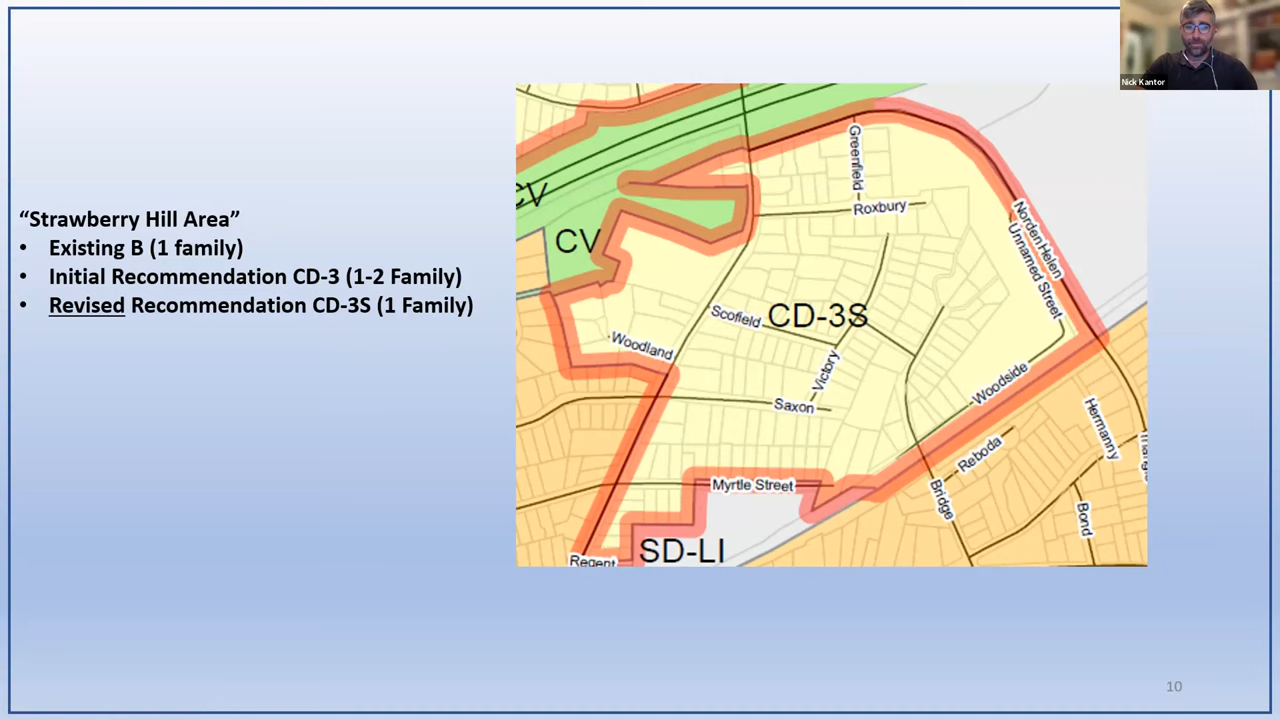 Nick Kantor
“Strawberry Hill Area”
• Existing B (1 family)
• Initial Recommendation CD-3 (1-2 Family)
• Revised Recommendation CD-3S (1 Family)
CV
CV
Greenfield
Roxbury
Norden
Helen
Unnamed Street
CD-3S
Scofield
Woodland
Victory
Woodside
Saxon
Hermanny
Reboda
Myrtle Street
Bridge
Bond
SD-LI
Regent
10